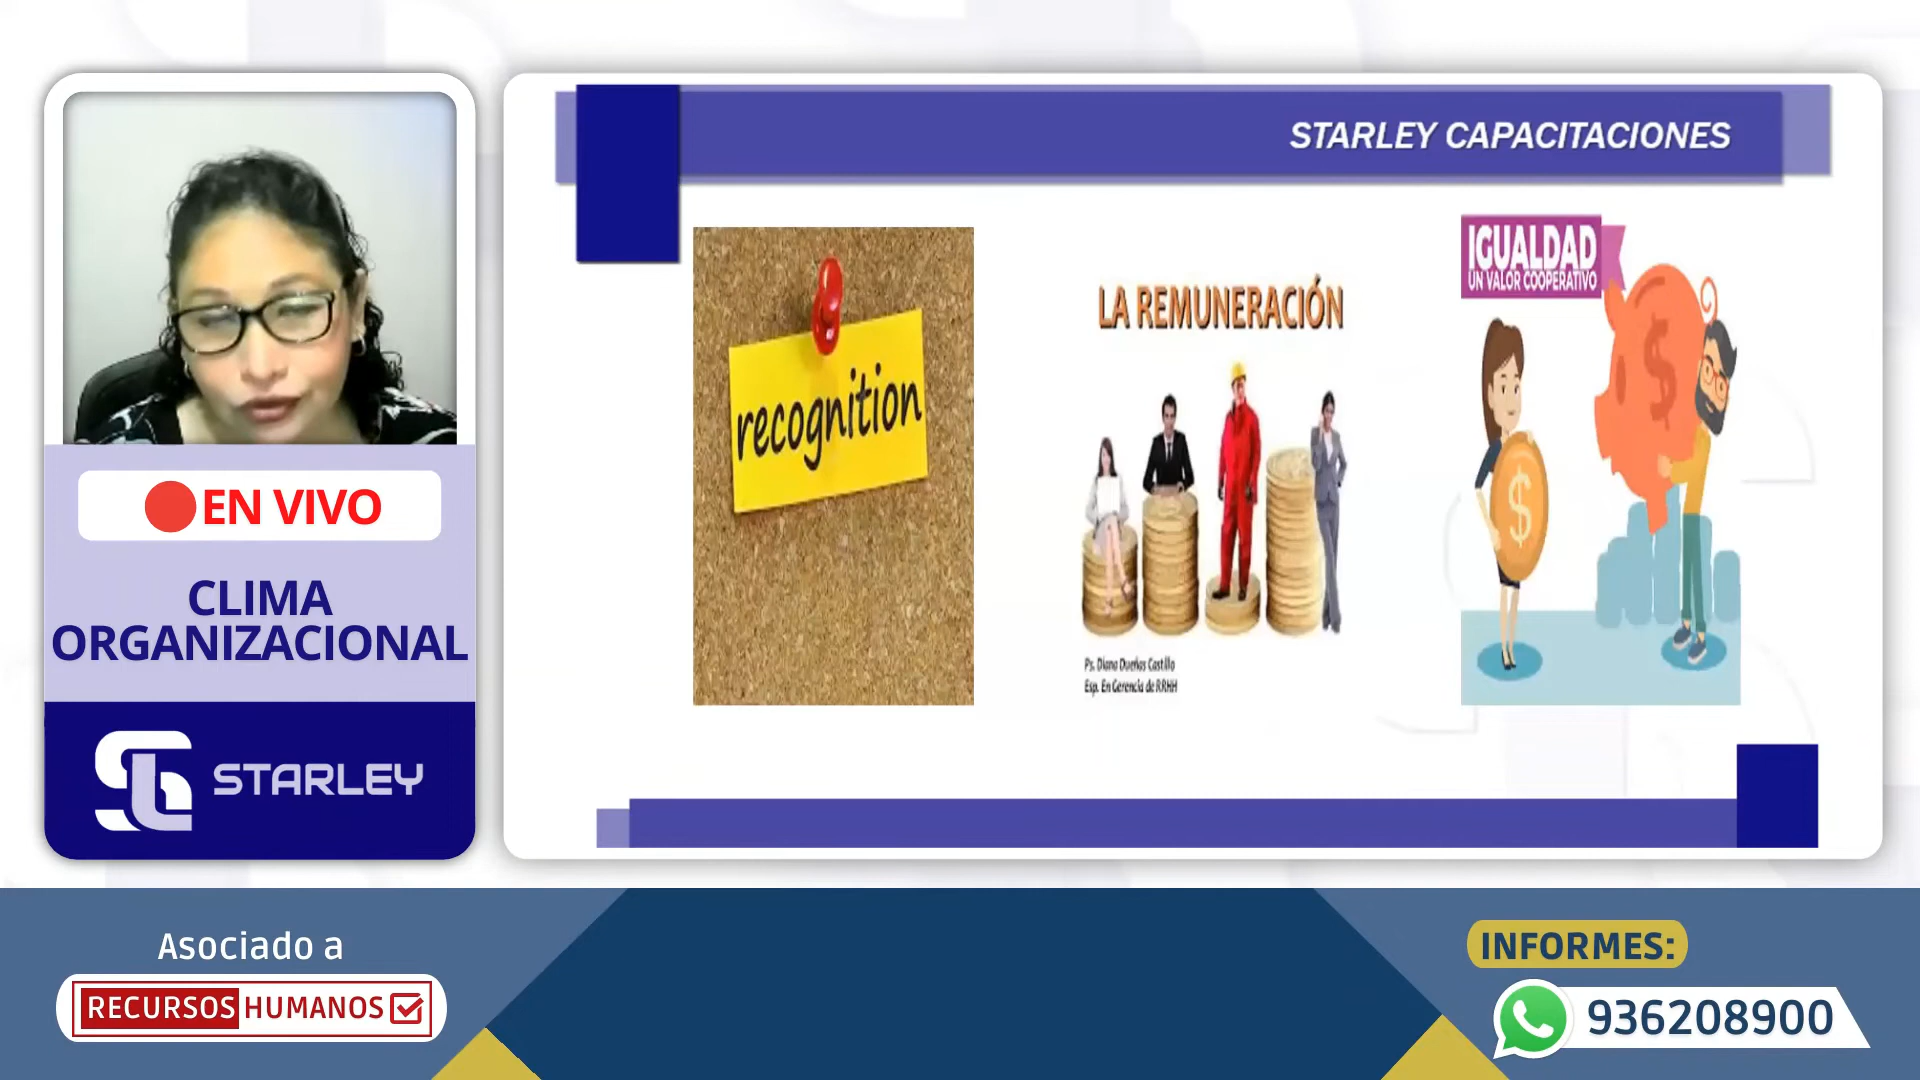 EN VIVO
CLIMA
ORGANIZACIONAL
STARLEY
STARLEY CAPACITACIONES
recognition
LA REMUNERACIÓN
Ps. Diana Dueñas Castillo
Esp. En Gerencia de RRHH
IGUALDAD
UN VALOR COOPERATIVO
$
$
Asociado a
RECURSOS HUMANOS
INFORMES:
936208900